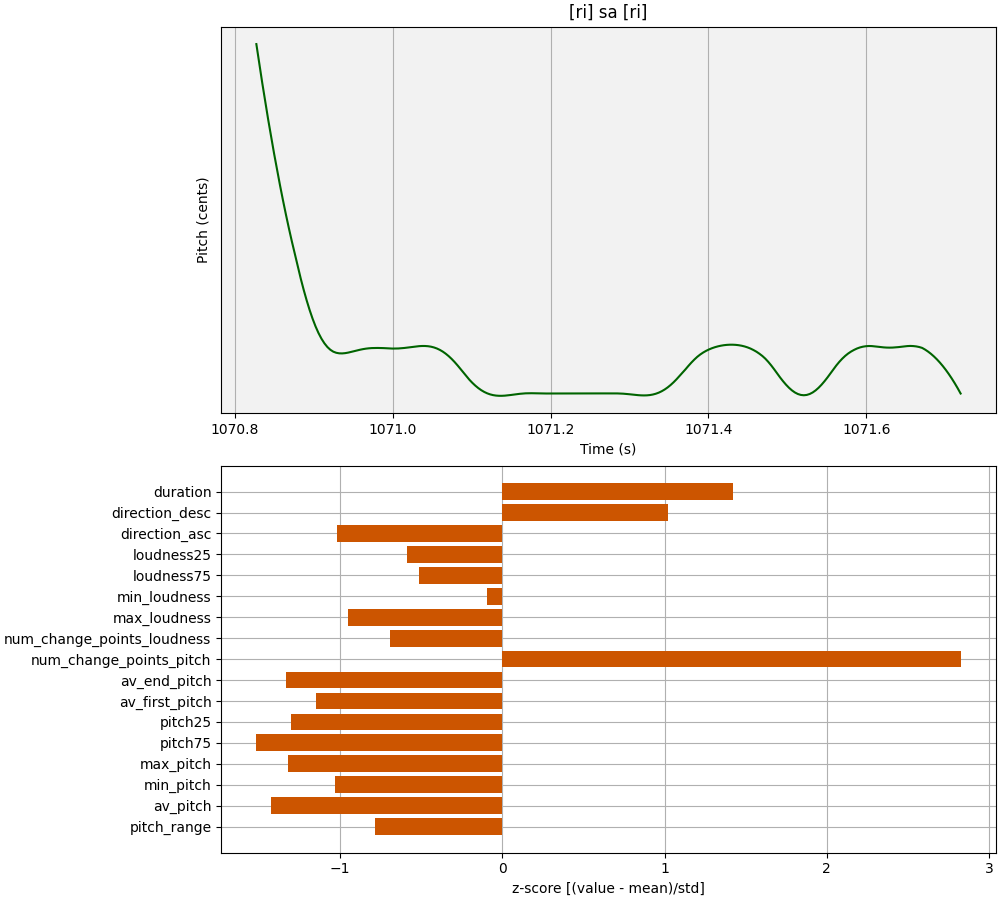 [ri] sa [ri]
Pitch (cents)
1070.8 1071.0 1071.2 1071.4 1071.6
Time (s)
duration
direction_desc
direction_asc
loudness25
loudness75
min_loudness
max_loudness
num_change_points_loudness
num_change_points_pitch
av_end_pitch
av_first_pitch
pitch25
pitch75
max_pitch
min_pitch
av_pitch
pitch_range
−1 0 1 2 3
z-score [(value - mean)/std]